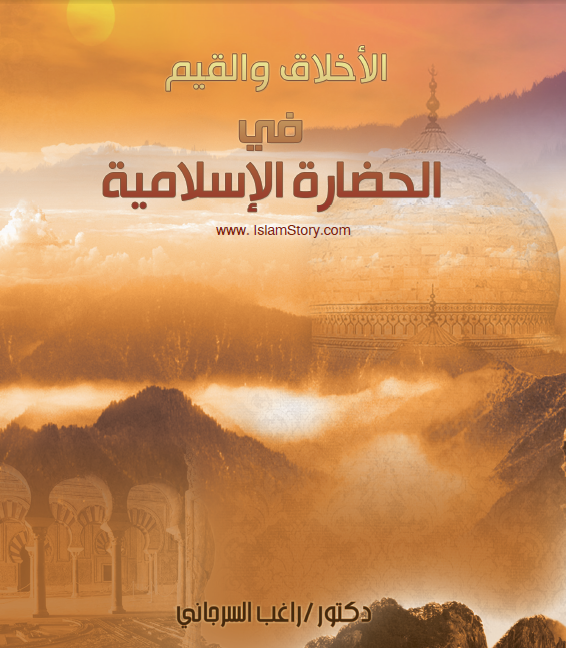 الأخلاق والقيم
في
الحضارة الإسلامية
www. IslamStory.com
دكتور / راغب السرجاني